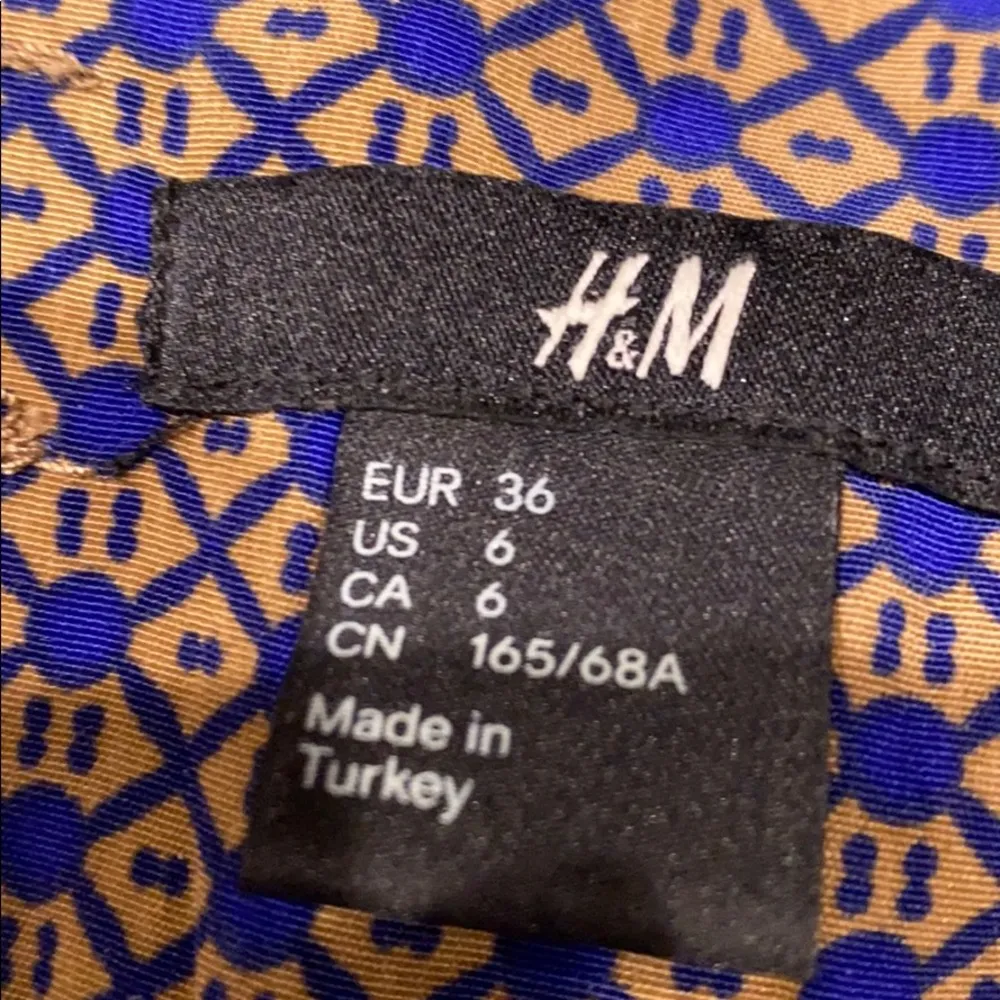 H&M
EUR 36
US 6
CA 6
CN 165/68A
Made in
Turkey